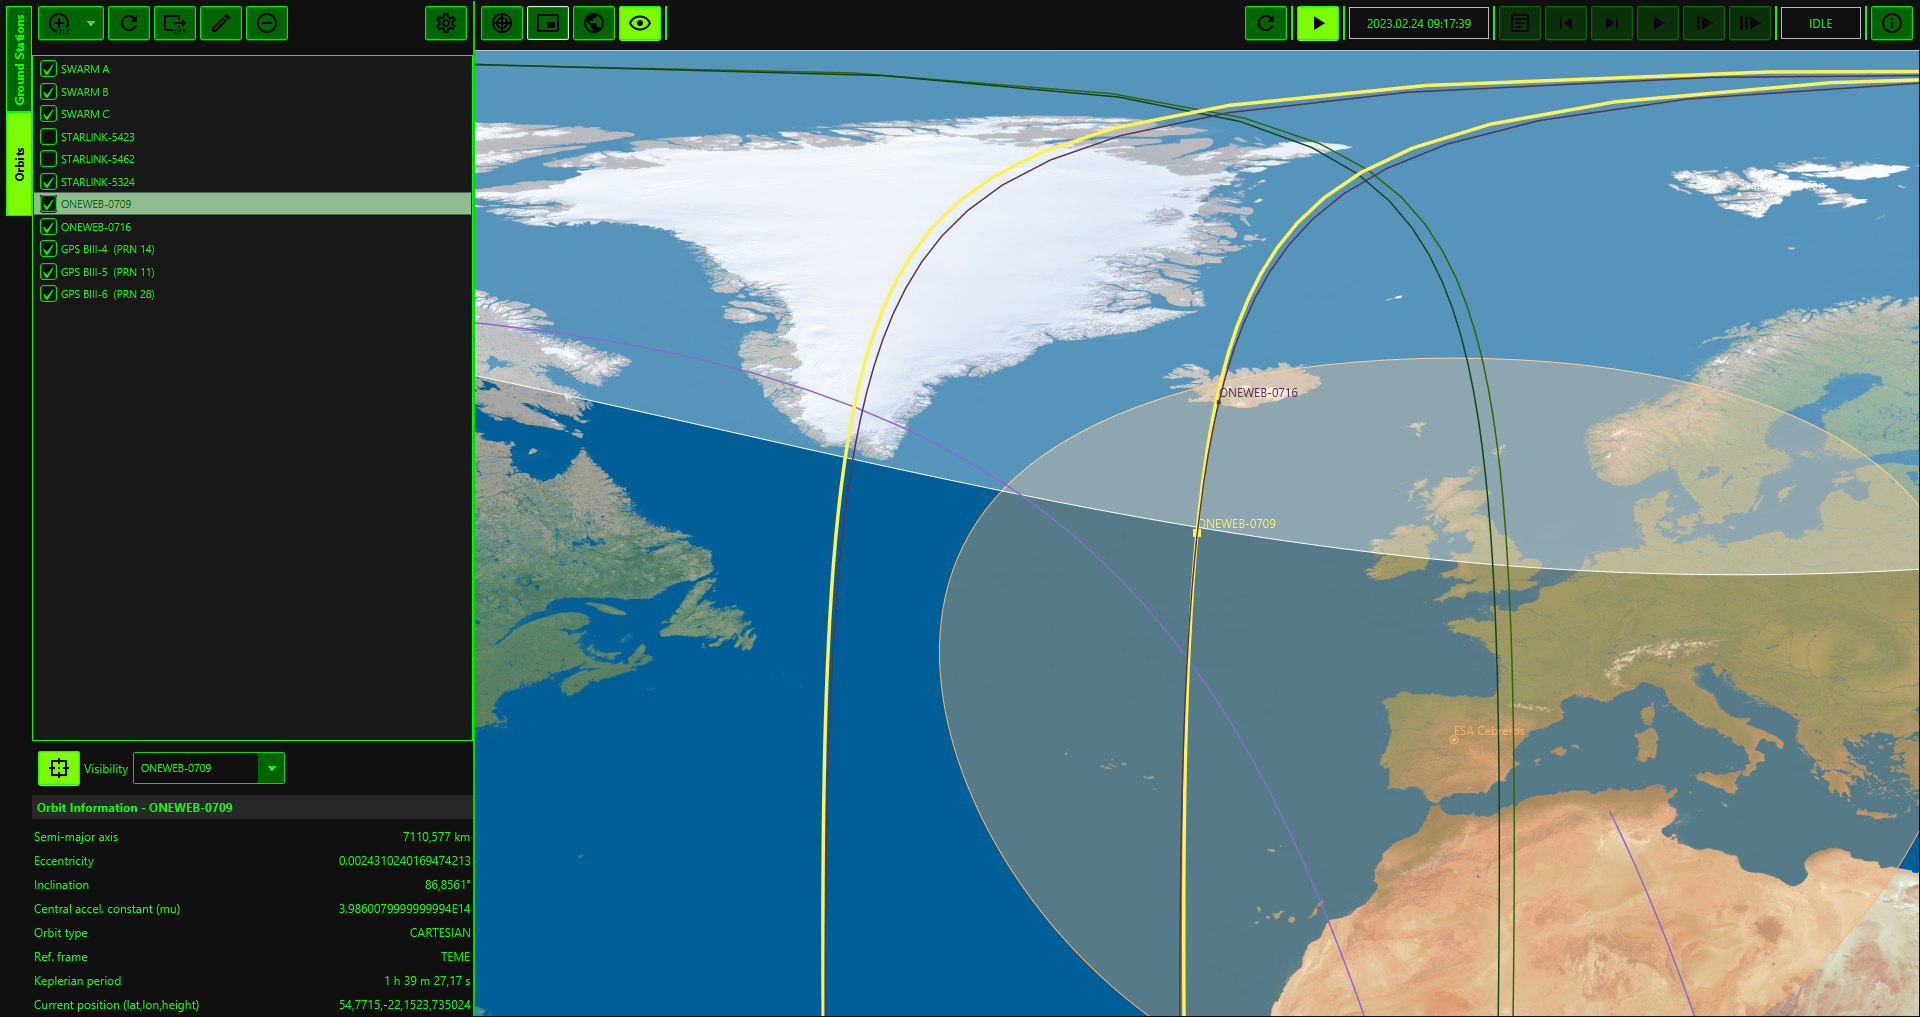 Ground Stations
Orbits
TLE
OEM
2023.02.24 09:17:39
IDLE
SWARM A
SWARM B
SWARM C
STARLINK-5423
STARLINK-5462
STARLINK-5324
ONEWEB-0709
ONEWEB-0716
GPS BIII-4 (PRN 14)
GPS BIII-5 (PRN 11)
GPS BIII-6 (PRN 28)
ONEWEB-0716
ONEWEB-0709
ESA Cebreros
Visibility
ONEWEB-0709
Orbit Information - ONEWEB-0709
Semi-major axis 7110,577 km
Eccentricity 0.0024310240169474213
Inclination 86,8561°
Central accel. constant (mu) 3.9860079999999994E14
Orbit type CARTESIAN
Ref. frame TEME
Keplerian period 1 h 39 m 27,17 s
Current position (lat,lon,height) 54,7715,-22,1523,735024